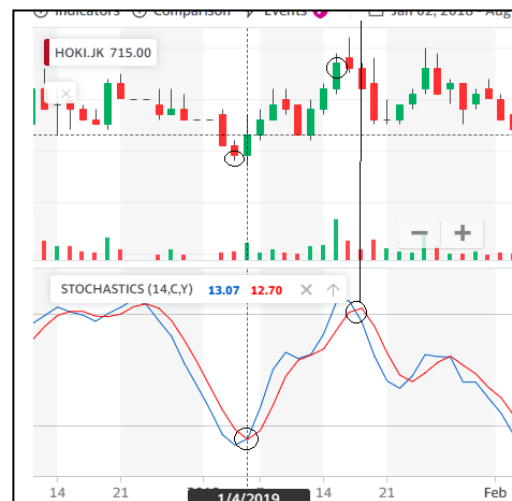 Indicators Comparison Events Jan 02, 2018 - Aug
HOKI.JK 715.00
STOCHASTICS (14,C,Y) 13.07 12.70
14 21 14 21 Feb
1/4/2019